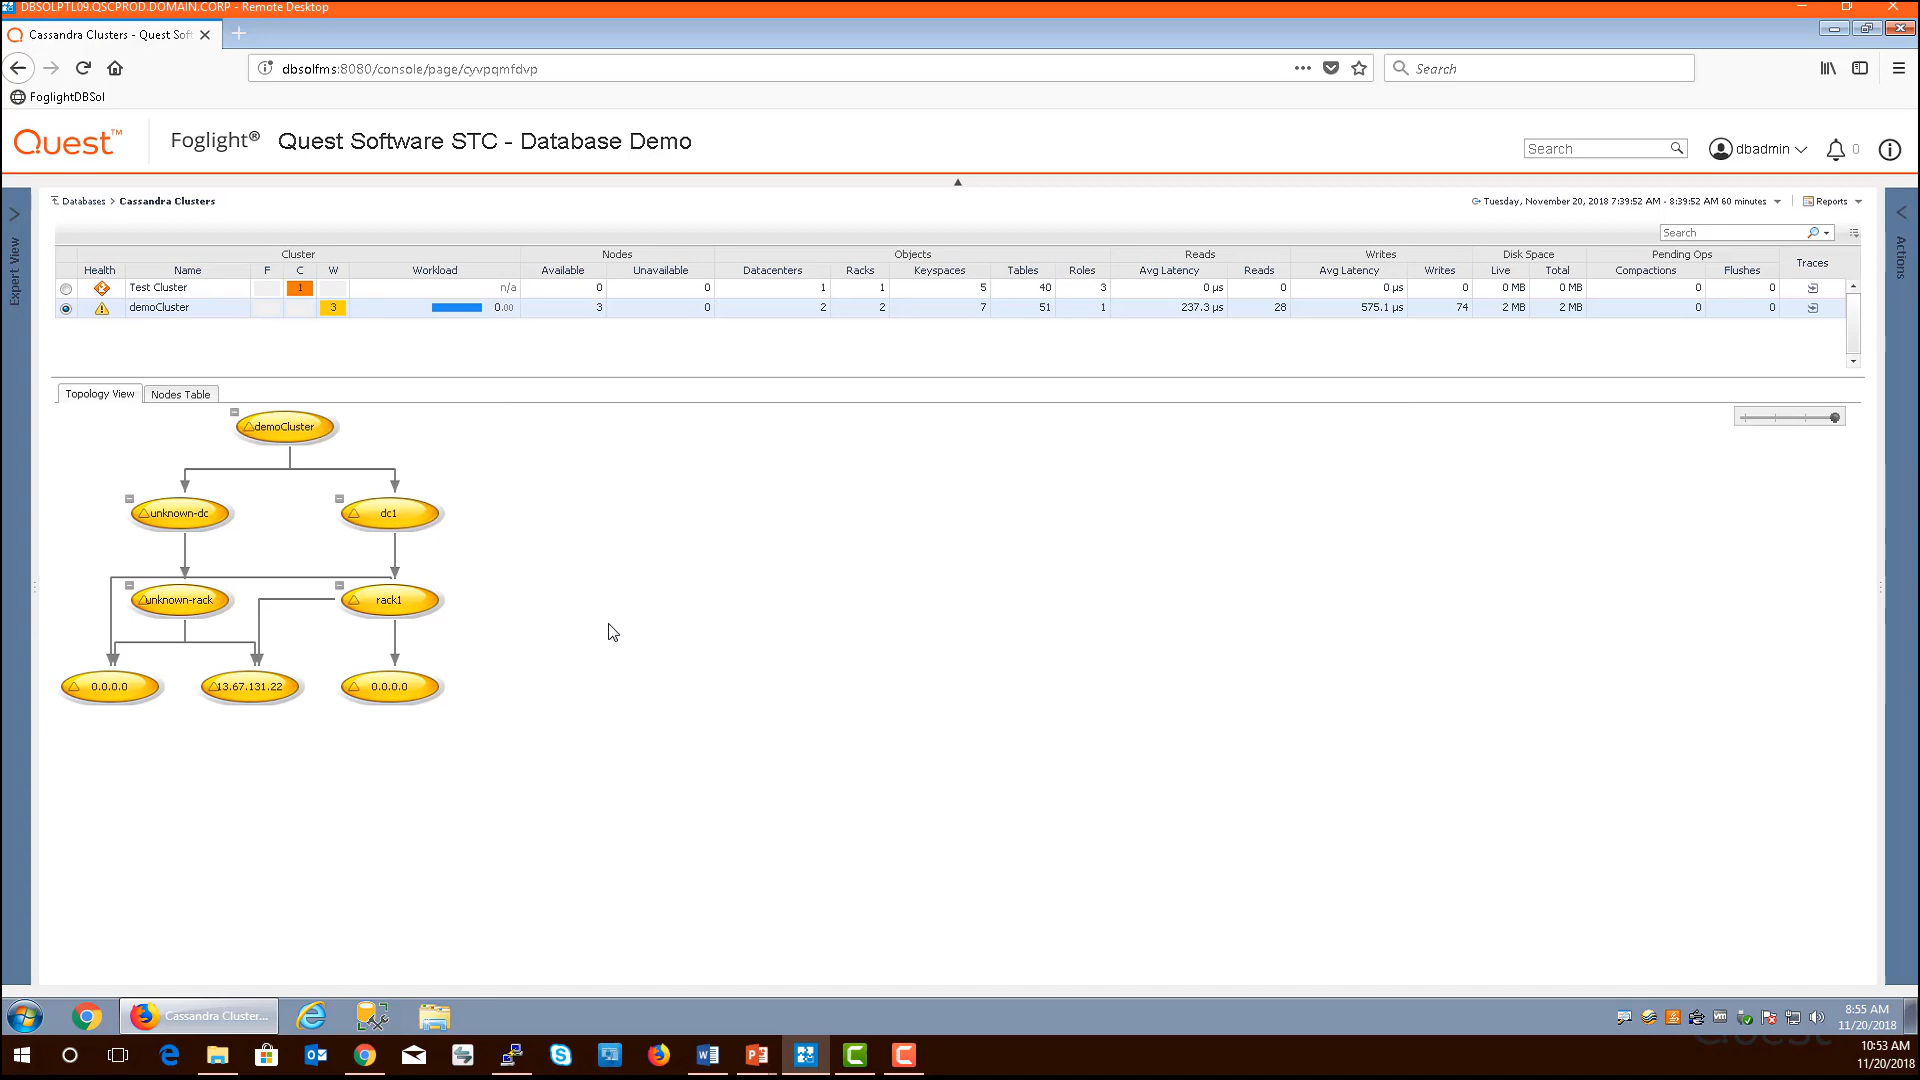 DBSOLPTL09.QSCPROD.DOMAIN.CORP - Remote Desktop
Cassandra Clusters - Quest Soft
dbsolfms:8080/console/page/cyvpqmfdvp
Search
FoglightDBSol
Quest™ Foglight® Quest Software STC - Database Demo
Search dbadmin 0
Databases > Cassandra Clusters
Tuesday, November 20, 2018 7:39:52 AM - 8:39:52 AM 60 minutes Reports
Search
Cluster Nodes Objects Reads Writes Disk Space Pending Ops Traces
Health Name F C W Workload Available Unavailable Datacenters Racks Keyspaces Tables Roles Avg Latency Reads Avg Latency Writes Live Total Compactions Flushes
Test Cluster 1 n/a 0 0 1 1 5 40 3 0 µs 0 0 µs 0 0 MB 0 MB 0 0
demoCluster 3 0.00 3 0 2 2 7 51 1 237.3 µs 28 575.1 µs 74 2 MB 2 MB 0 0
Expert View
Actions
Topology View Nodes Table
demoCluster
unknown-dc dc1
unknown-rack rack1
0.0.0.0 13.67.131.22 0.0.0.0
Cassandra Cluster...
8:55 AM
11/20/2018
10:53 AM
11/20/2018
Quest